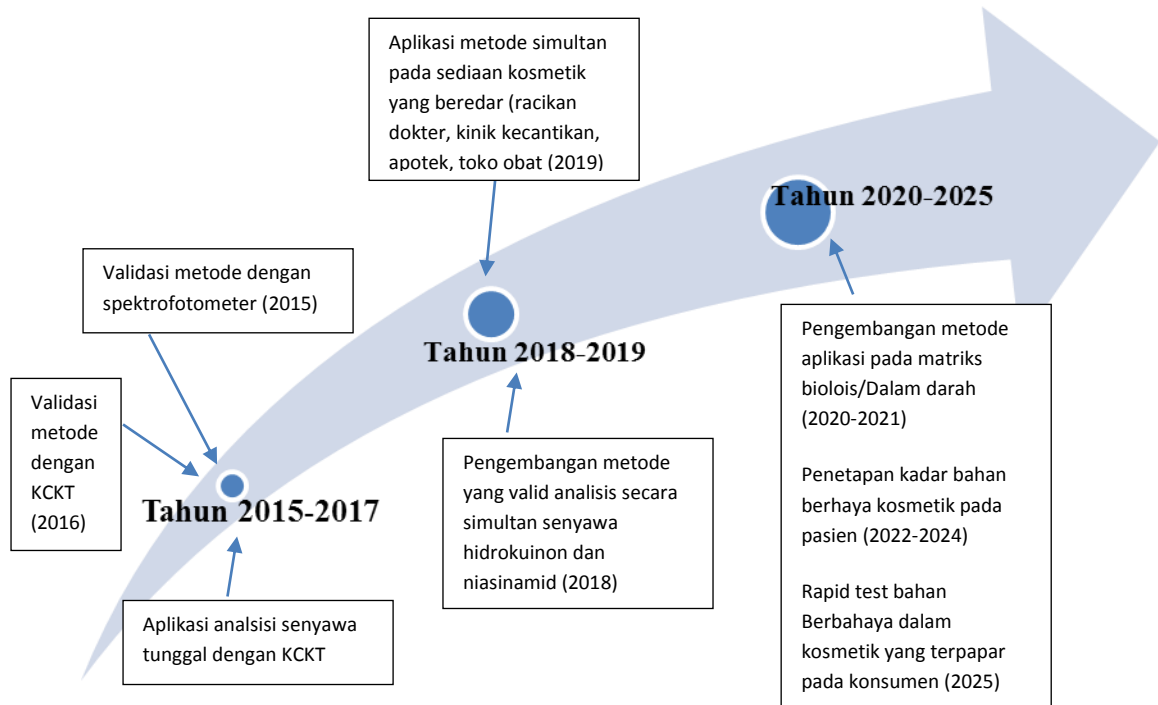 Aplikasi metode simultan
pada sediaan kosmetik
yang beredar (racikan
dokter, kinik kecantikan,
apotek, toko obat (2019)
Tahun 2020-2025
Validasi metode dengan
spektrofotometer (2015)
Tahun 2018-2019
Validasi
metode
dengan
KCKT
(2016)
Tahun 2015-2017
Pengembangan metode
aplikasi pada matriks
biolois/Dalam darah
(2020-2021)
Penetapan kadar bahan
berhaya kosmetik pada
pasien (2022-2024)
Rapid test bahan
Berbahaya dalam
kosmetik yang terpapar
pada konsumen (2025)
Pengembangan metode
yang valid analisis secara
simultan senyawa
hidrokuinon dan
niasinamid (2018)
Aplikasi analsisi senyawa
tunggal dengan KCKT